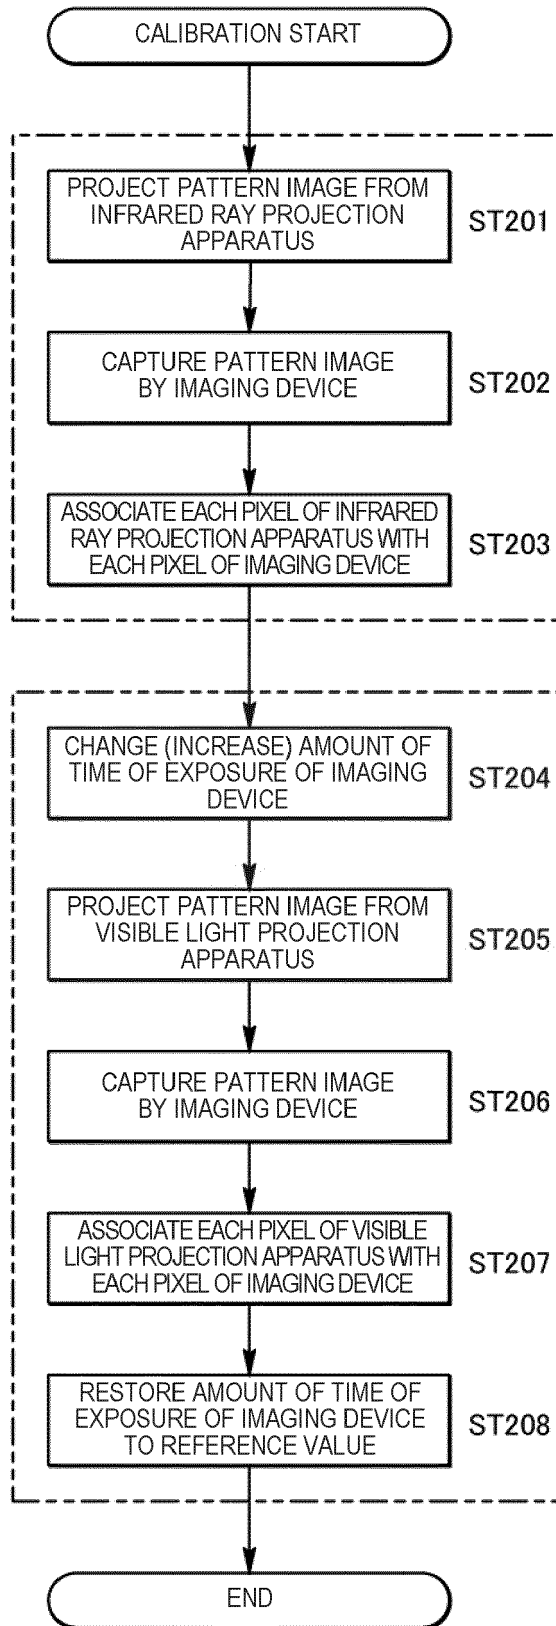 CALIBRATION START
PROJECT PATTERN IMAGE FROM
INFRARED RAY PROJECTION
APPARATUS
ST201
CAPTURE PATTERN IMAGE
BY IMAGING DEVICE
ST202
ASSOCIATE EACH PIXEL OF INFRARED
RAY PROJECTION APPARATUS WITH
EACH PIXEL OF IMAGING DEVICE
ST203
CHANGE (INCREASE) AMOUNT OF
TIME OF EXPOSURE OF IMAGING
DEVICE
ST204
PROJECT PATTERN IMAGE FROM
VISIBLE LIGHT PROJECTION
APPARATUS
ST205
CAPTURE PATTERN IMAGE
BY IMAGING DEVICE
ST206
ASSOCIATE EACH PIXEL OF VISIBLE
LIGHT PROJECTION APPARATUS WITH
EACH PIXEL OF IMAGING DEVICE
ST207
RESTORE AMOUNT OF TIME OF
EXPOSURE OF IMAGING DEVICE
TO REFERENCE VALUE
ST208
END